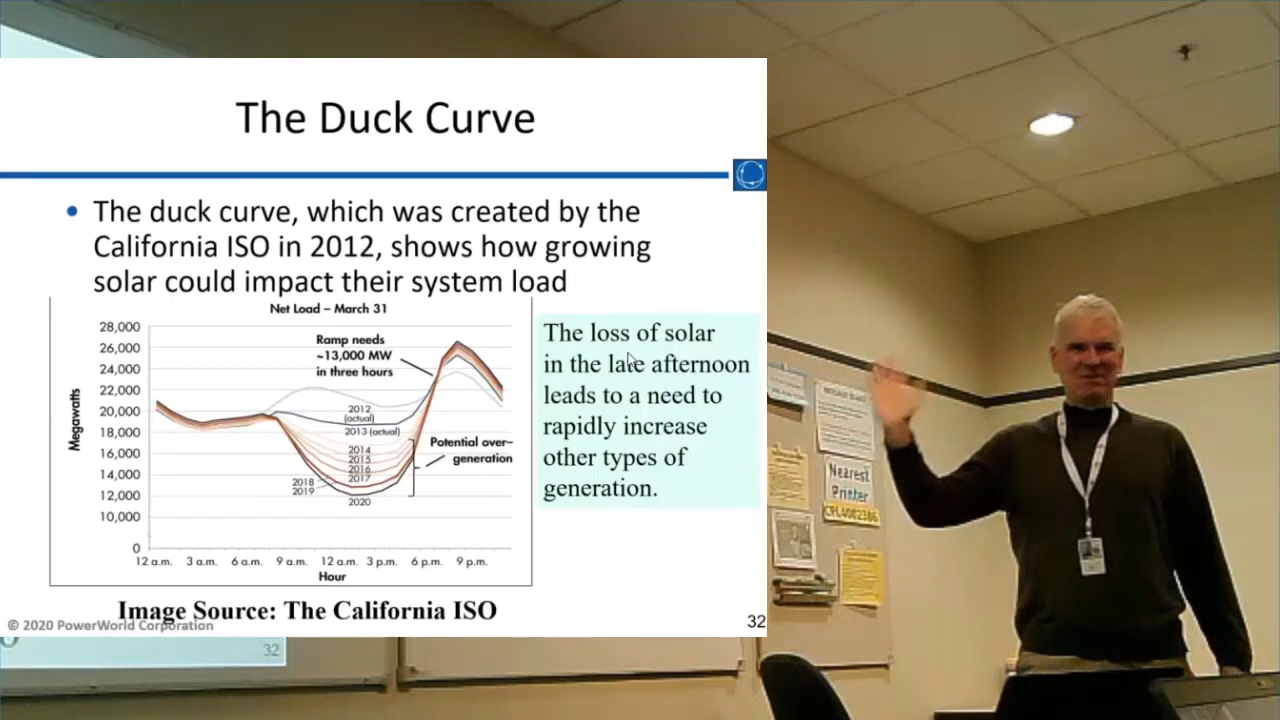 The Duck Curve
• The duck curve, which was created by the
California ISO in 2012, shows how growing
solar could impact their system load
Net Load – March 31
28,000
26,000
24,000
22,000
20,000
18,000
16,000
14,000
12,000
10,000
0
Megawatts
Ramp needs
~13,000 MW
in three hours
2012
(actual)
2013 (actual)
2014
2015
2016
2017
2018
2019
2020
Potential over–
generation
12 a.m. 3 a.m. 6 a.m. 9 a.m. 12 a.m. 3 p.m. 6 p.m. 9 p.m.
Hour
The loss of solar
in the late afternoon
leads to a need to
rapidly increase
other types of
generation.
Image Source: The California ISO
© 2020 PowerWorld Corporation
32
32
Nearest
Printer